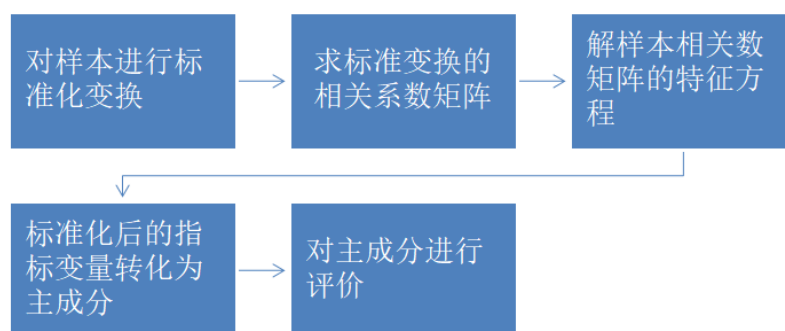 对样本进行标
准化变换
求标准变换的
相关系数矩阵
解样本相关数
矩阵的特征方
程
标准化后的指
标变量转化为
主成分
对主成分进行
评价